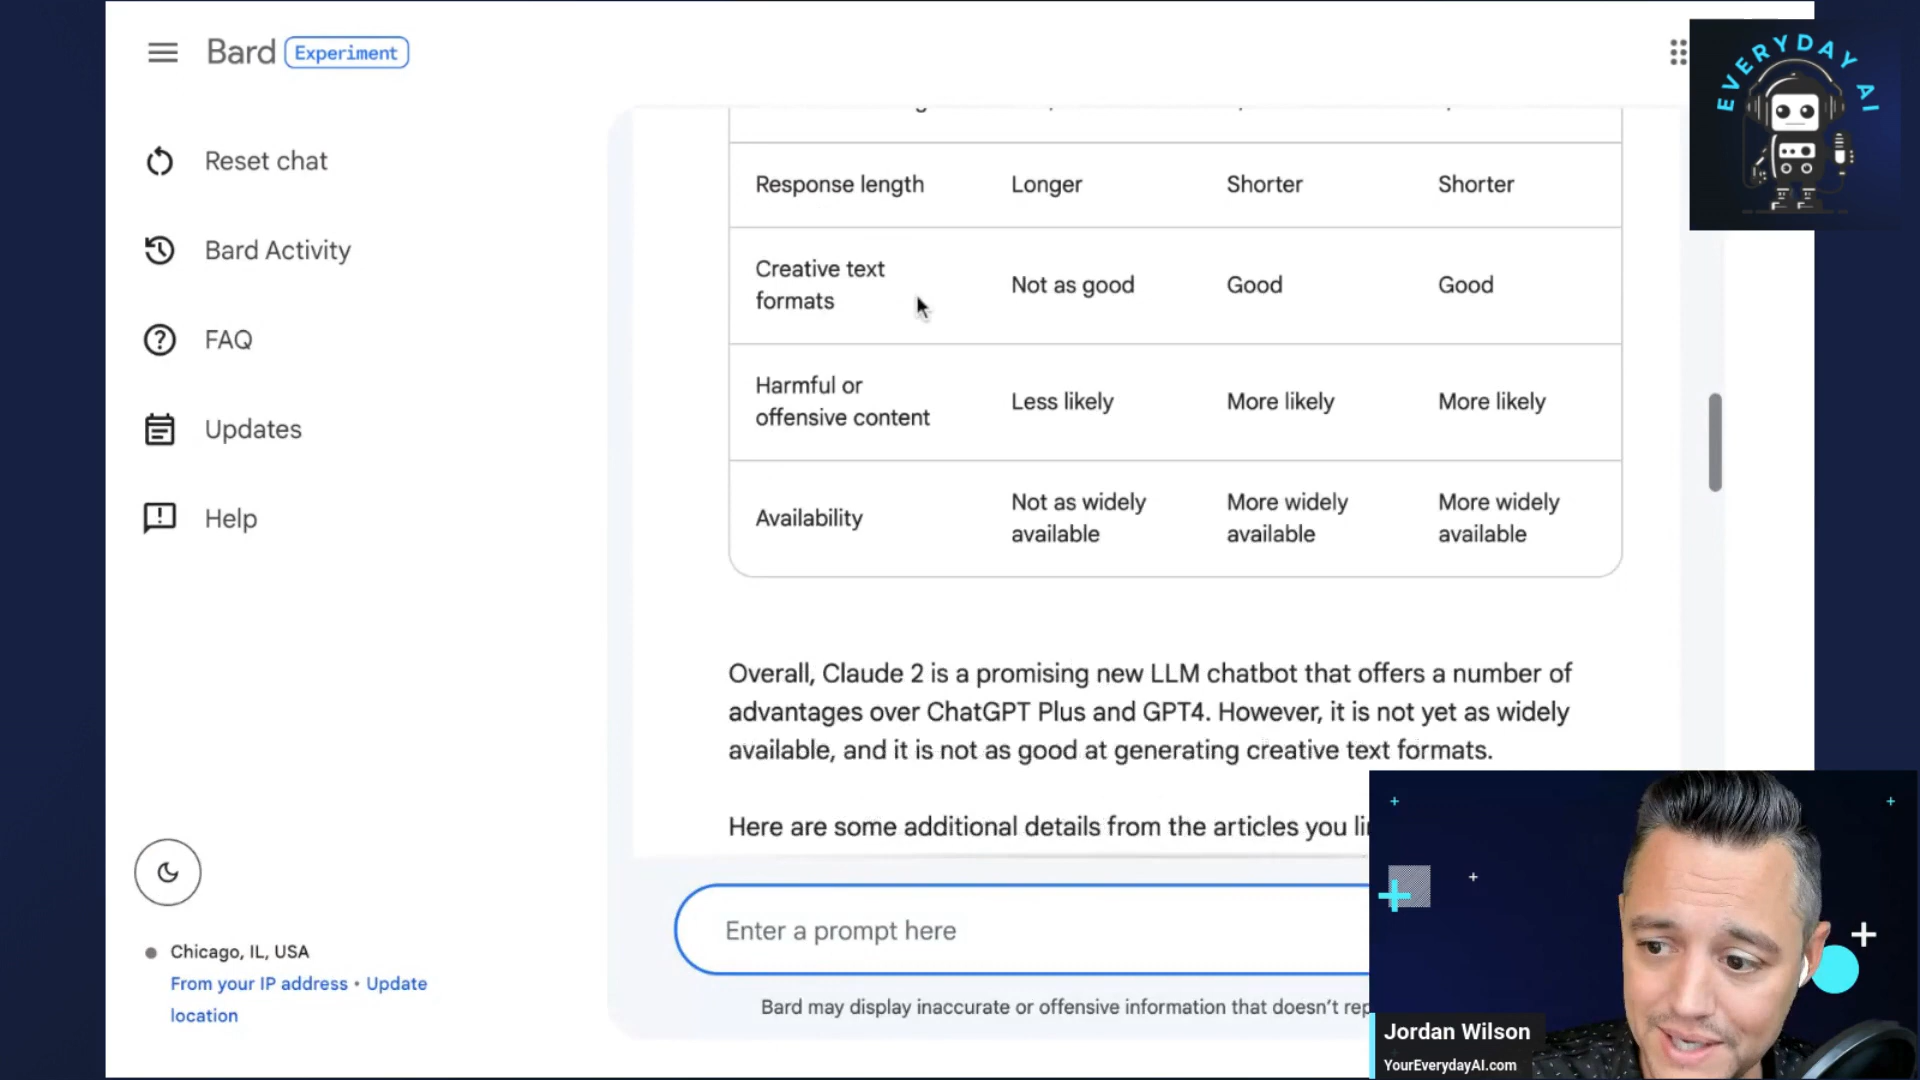 Bard Experiment
EVERYDAY AI
Reset chat
Bard Activity
FAQ
Updates
Help
Response length Longer Shorter Shorter
Creative text
formats
Not as good Good Good
Harmful or
offensive content
Less likely More likely More likely
Availability
Not as widely
available
More widely
available
More widely
available
Overall, Claude 2 is a promising new LLM chatbot that offers a number of
advantages over ChatGPT Plus and GPT4. However, it is not yet as widely
available, and it is not as good at generating creative text formats.
Here are some additional details from the articles you
Enter a prompt here
Bard may display inaccurate or offensive information that doesn't
Chicago, IL, USA
From your IP address • Update
location
Jordan Wilson
YourEverydayAI.com